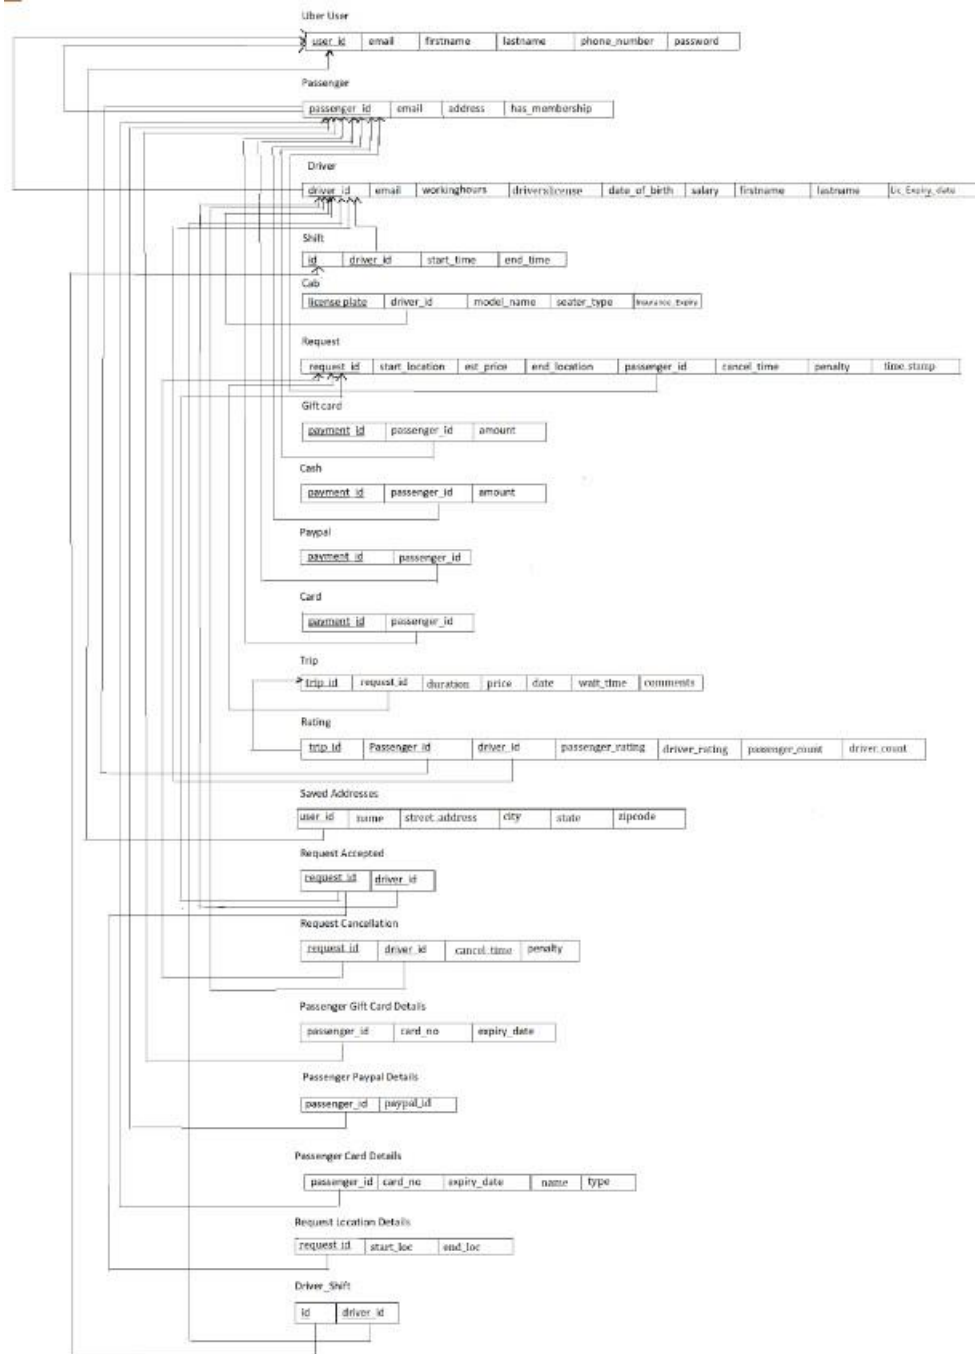 Uber User
user_id email firstname lastname phone_number password
Passenger
passenger_id email address has_membership
Driver
driver_id email workinghours driverslicense date_of_birth salary firstname lastname Lic_Expiry_date
Shift
id driver_id start_time end_time
Cab
license plate driver_id model_name seater_type Insurance_Expiry
Request
request_id start_location est_price end_location passenger_id cancel_time penalty time_stamp
Gift card
payment_id passenger_id amount
Cash
payment_id passenger_id amount
Paypal
payment_id passenger_id
Card
payment_id passenger_id
Trip
trip_id request_id duration price date wait_time comments
Rating
trip_id Passenger_id driver_id passenger_rating driver_rating passenger_count driver_count
Saved Addresses
user_id name street_address city state zipcode
Request Accepted
request_id driver_id
Request Cancellation
request_id driver_id cancel_time penalty
Passenger Gift Card Details
passenger_id card_no expiry_date
Passenger Paypal Details
passenger_id paypal_id
Passenger Card Details
passenger_id card_no expiry_date name type
Request Location Details
request_id start_loc end_loc
Driver_Shift
id driver_id